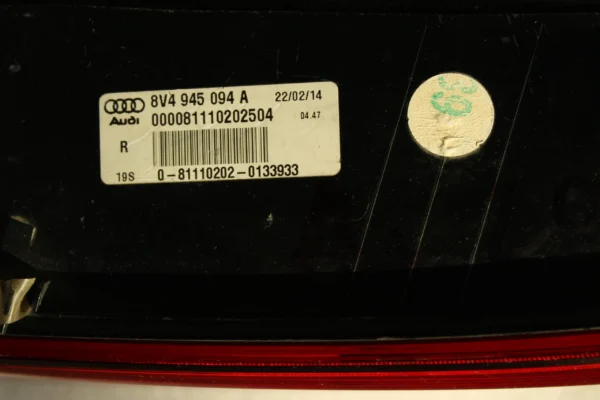 8V4 945 094 A 22/02/14
Audi 000081110202504 04.47
R
19S 0-81110202-0133933